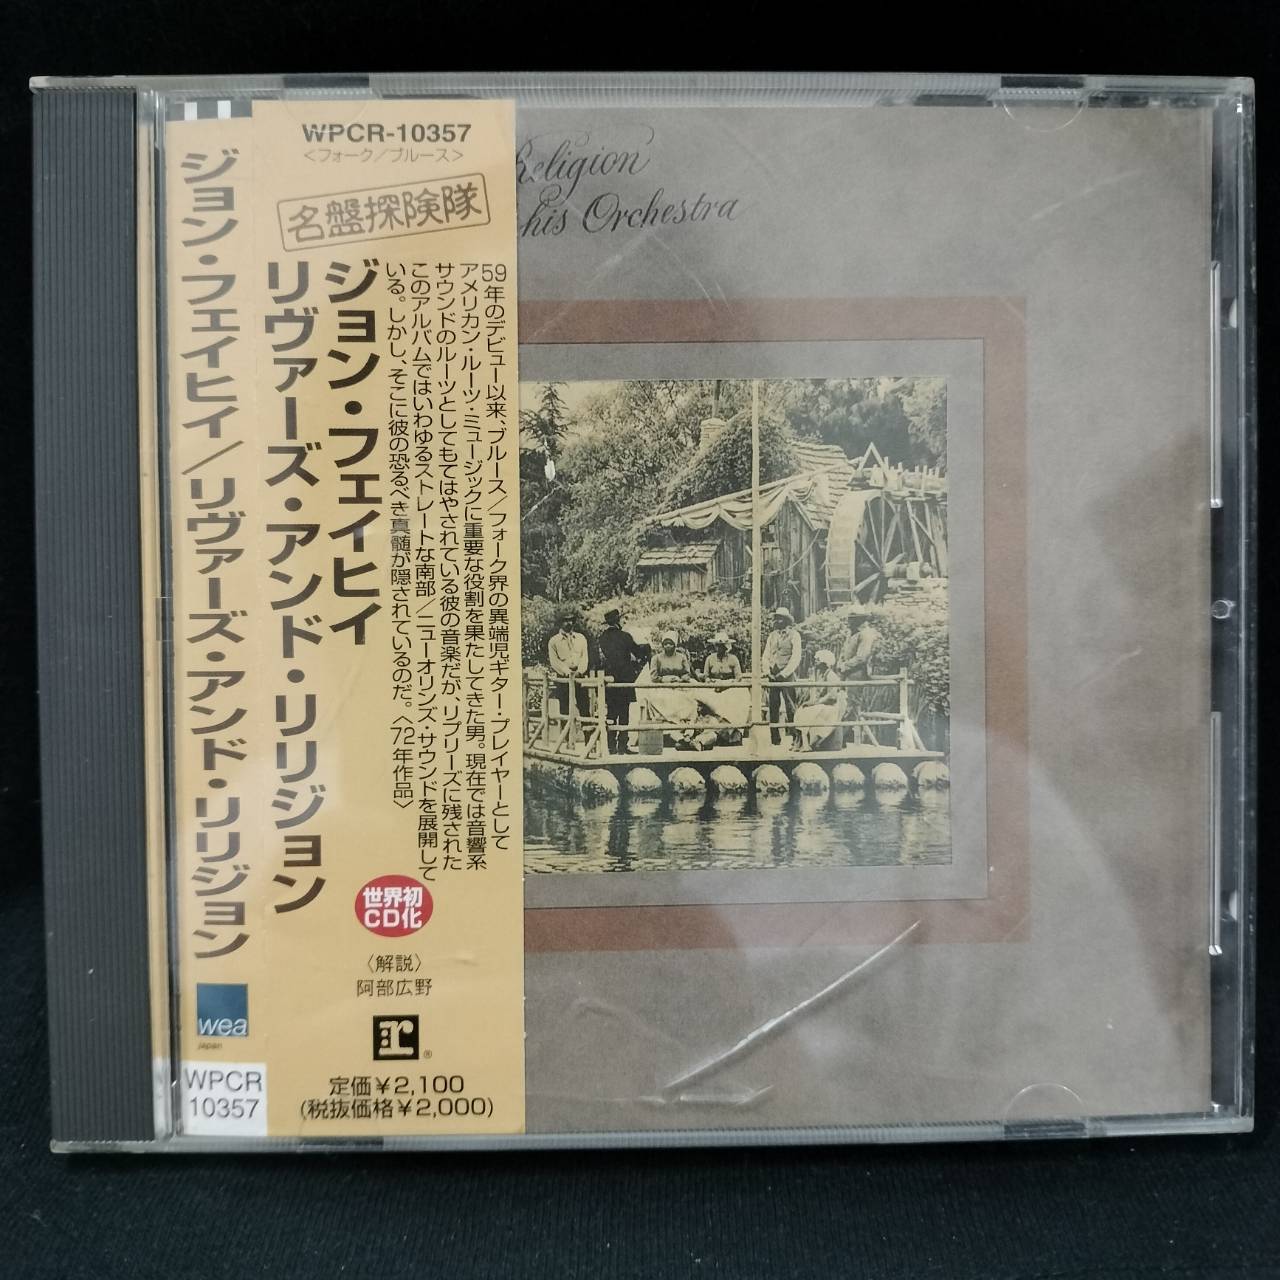 ジョン・フェイヒィ／リヴァーズ・アンド・リリジョン
wea
japan
WPCR
10357
WPCR-10357
<フォーク／ブルース>
名盤探険隊
ジョン・フェイヒィ
リヴァーズ・アンド・リリジョン
59年のデビュー以来、ブルース／フォーク界の異端児ギター・プレイヤーとして
アメリカン・ルーツ・ミュージックに重要な役割を果たしてきた男。現在では音響系
サウンドのルーツとしてもてはやされている彼の音楽だが、リプリーズに残された
このアルバムではいわゆるストレートな南部／ニューオリンズ・サウンドを展開して
いる。しかし、そこに彼の恐るべき真髄が隠されているのだ。〈72年作品〉
世界初
CD化
〈解説〉
阿部広野
r
®
定価￥2,100
(税抜価格￥2,000)
Religion
his Orchestra